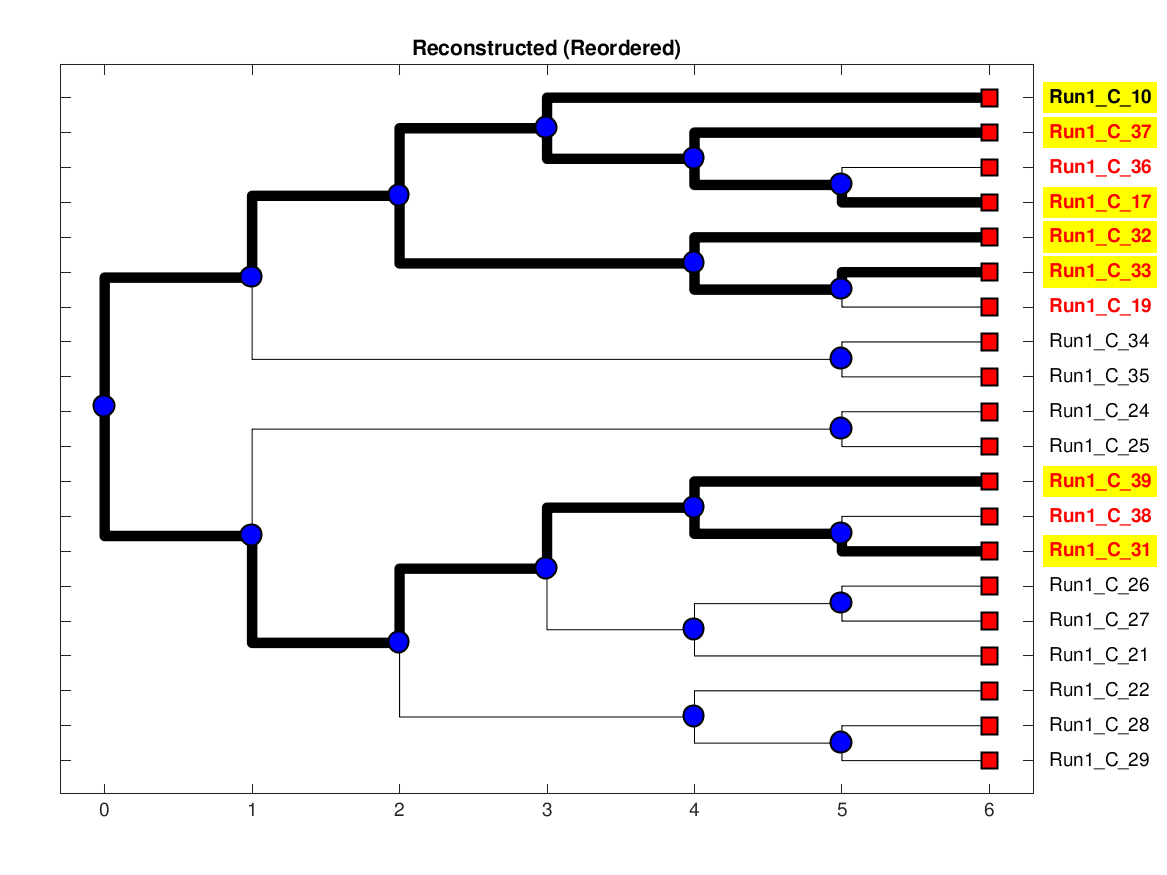 Reconstructed (Reordered)
Run1_C_10
Run1_C_37
Run1_C_36
Run1_C_17
Run1_C_32
Run1_C_33
Run1_C_19
Run1_C_34
Run1_C_35
Run1_C_24
Run1_C_25
Run1_C_39
Run1_C_38
Run1_C_31
Run1_C_26
Run1_C_27
Run1_C_21
Run1_C_22
Run1_C_28
Run1_C_29
0 1 2 3 4 5 6